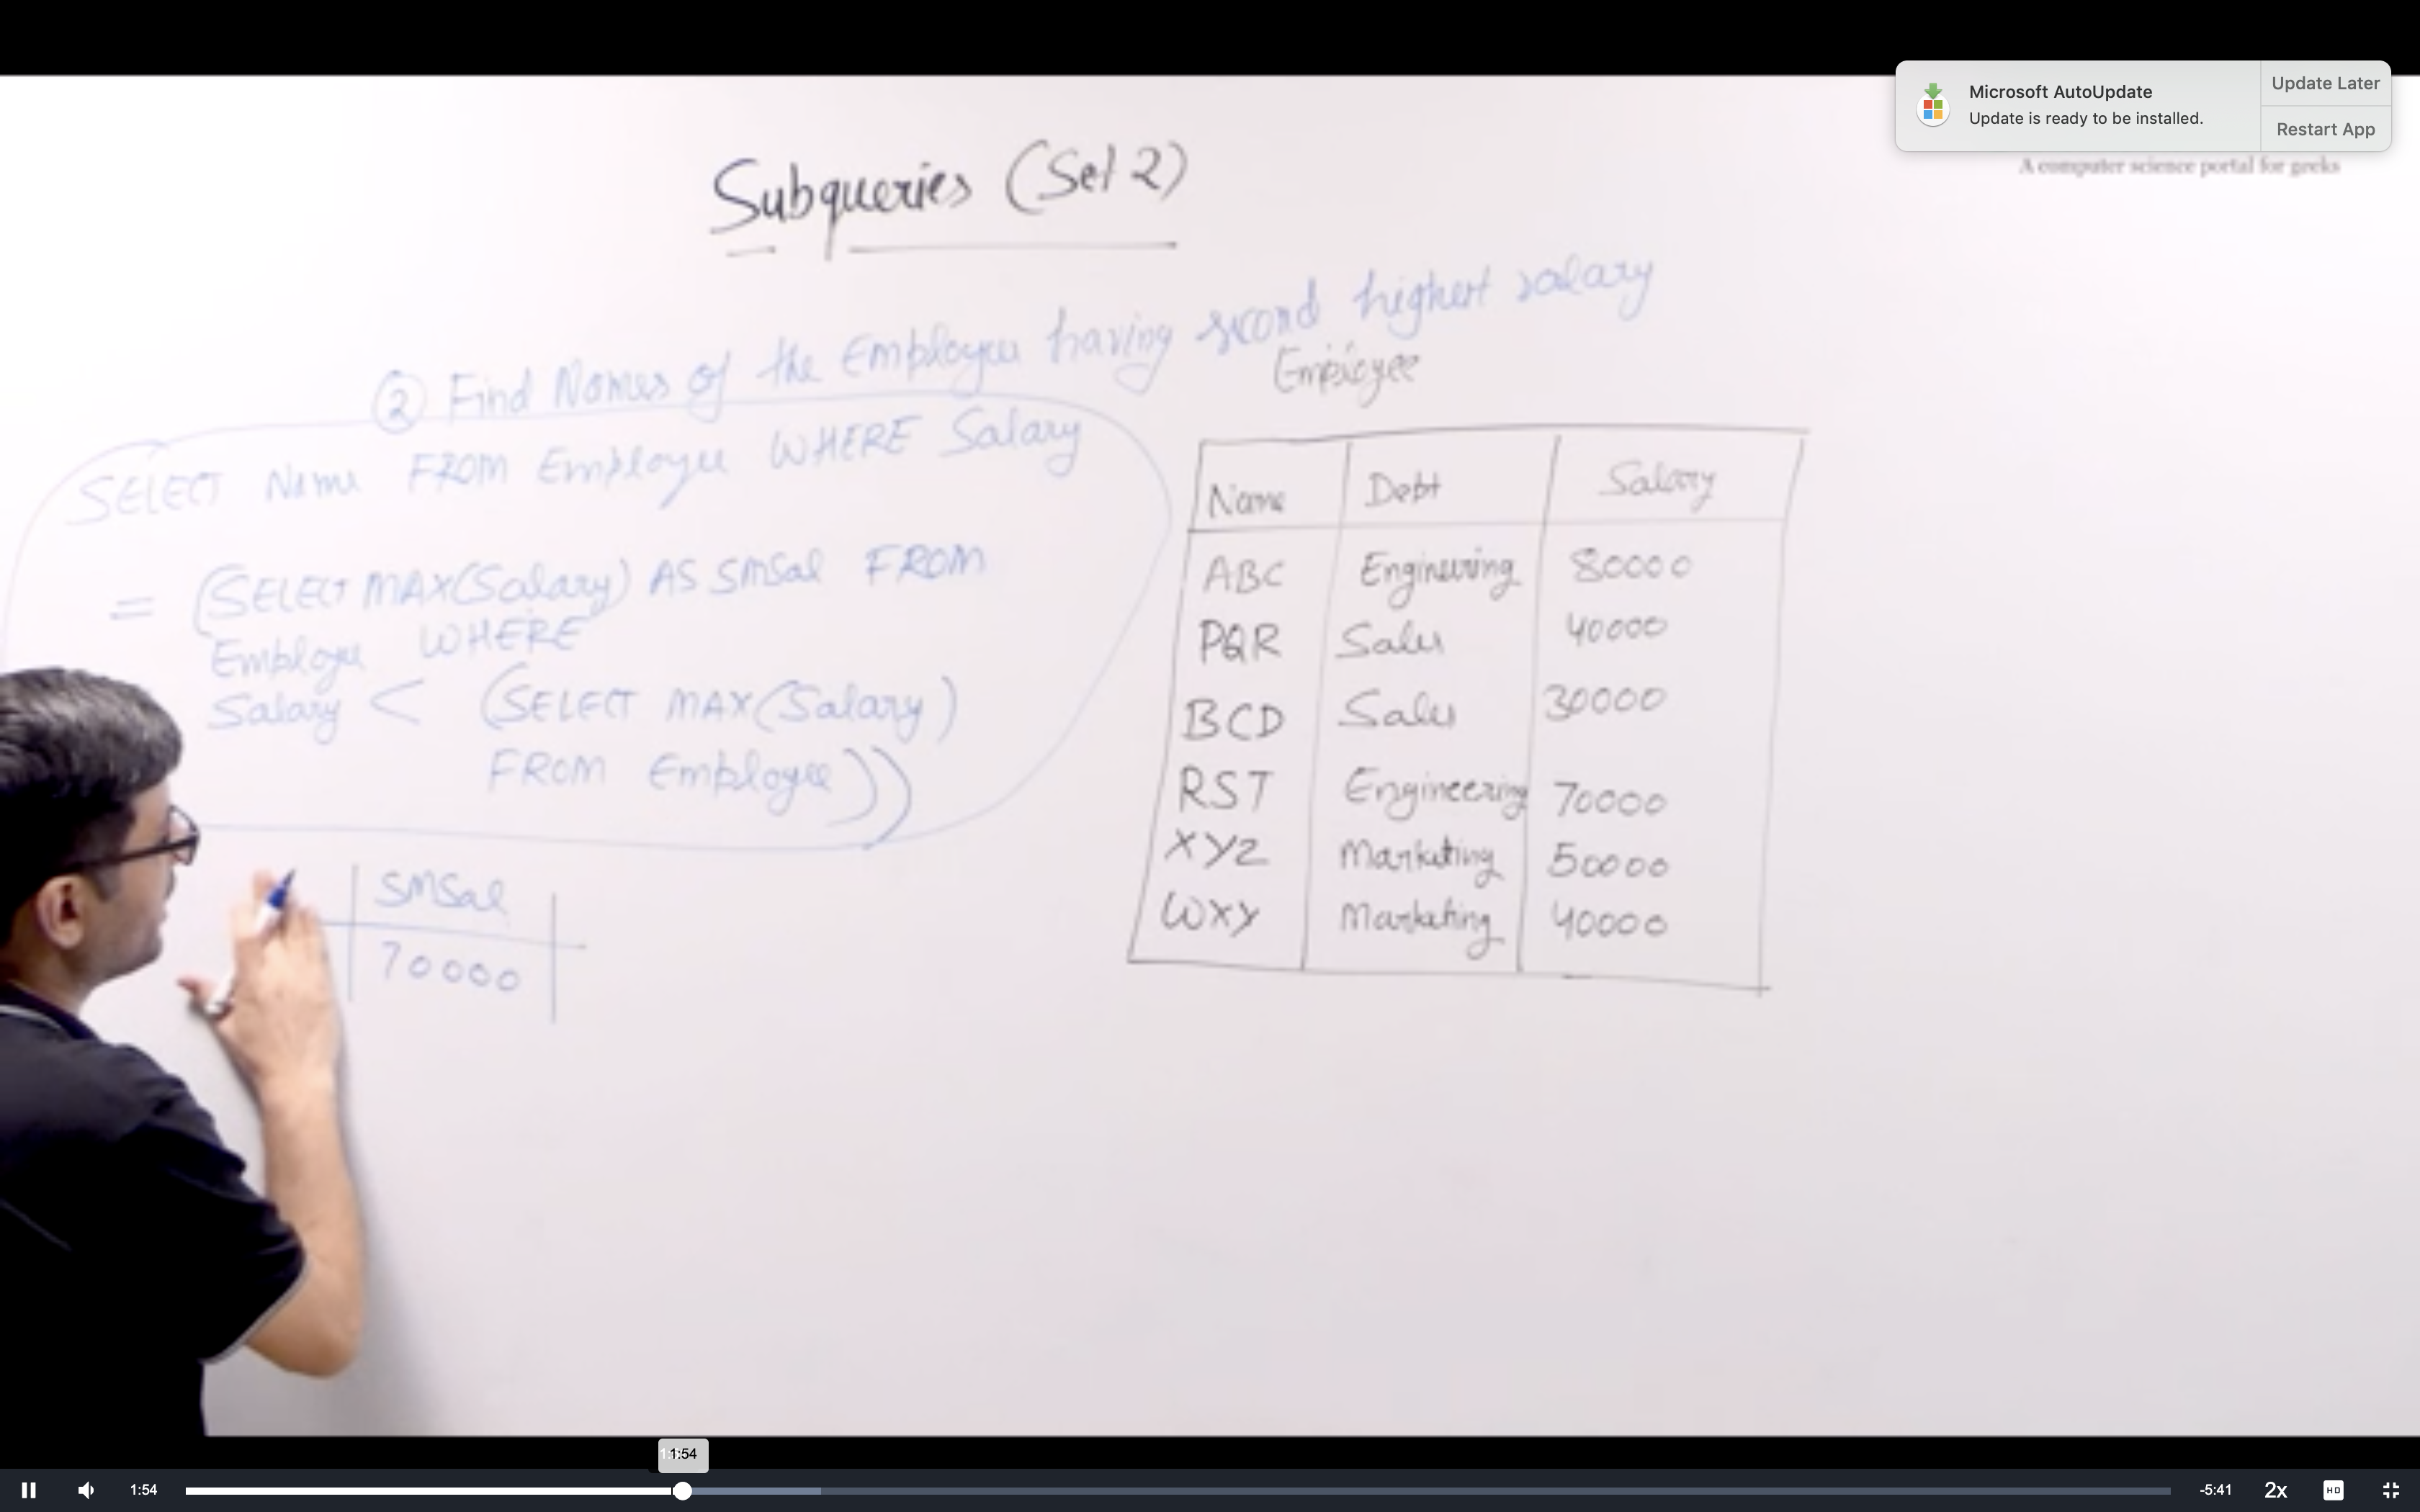 Microsoft AutoUpdate
Update is ready to be installed.
Update Later
Restart App
A computer science portal for geeks
Subqueries (Set 2)
② Find Names of the Employee having second highest salary
SELECT Name FROM Employee WHERE Salary
= (SELECT MAX(Salary) AS SMSal FROM
Employee WHERE
Salary < (SELECT MAX(Salary)
FROM Employee))
SMSal
70000
Employee
Name Debt Salary
ABC Engineering 80000
PQR Sales 40000
BCD Sales 30000
RST Engineering 70000
XYZ Marketing 50000
WXY Marketing 40000
1:54
1:54
-5:41
2x
HD